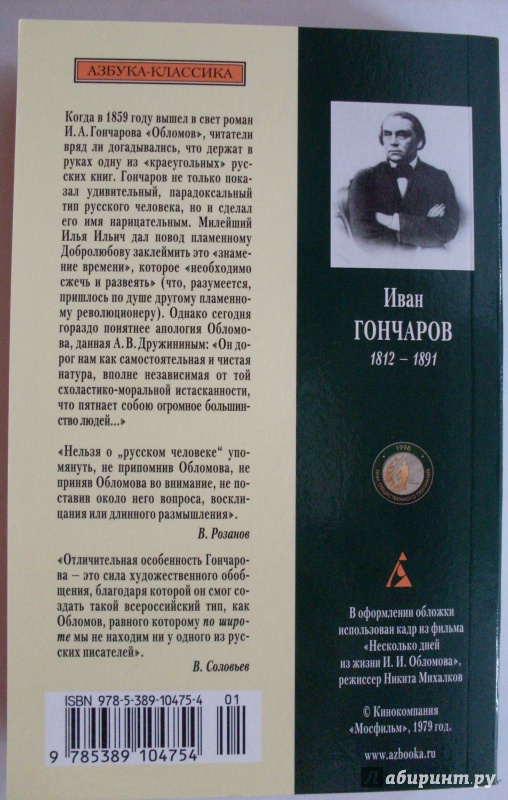 АЗБУКА-КЛАССИКА
Когда в 1859 году вышел в свет роман
И. А. Гончарова «Обломов», читатели
вряд ли догадывались, что держат в
руках одну из «краеугольных» рус-
ских книг. Гончаров не только пока-
зал удивительный, парадоксальный
тип русского человека, но и сделал
его имя нарицательным. Милейший
Илья Ильич дал повод пламенному
Добролюбову заклеймить это «знаме-
ние времени», которое «необходимо
сжечь и развеять» (что, разумеется,
пришлось по душе другому пламенно-
му революционеру). Однако сегодня
гораздо понятнее апология Обломо-
ва, данная А. В. Дружининым: «Он до-
рог нам как самостоятельная и чистая
натура, вполне независимая от той
схоластико-моральной истасканности,
что пятнает собою огромное большин-
ство людей...»
«Нельзя о „русском человеке“ упо-
мянуть, не припомнив Обломова, не
приняв Обломова во внимание, не по-
ставив около него вопроса, воскли-
цания или длинного размышления».
В. Розанов
«Отличительная особенность Гончаро-
ва – это сила художественного обоб-
щения, благодаря которой он смог со-
здать такой всероссийский тип, как
Обломов, равного которому по широ-
те мы не находим ни у одного из рус-
ских писателей».
В. Соловьев
ISBN 978-5-389-10475-4 01
9 785389 104754
Иван
ГОНЧАРОВ
1812 – 1891
1996
В оформлении обложки
использован кадр из фильма
«Несколько дней
из жизни И. И. Обломова»,
режиссер Никита Михалков
© Кинокомпания
«Мосфильм», 1979 год.
www.azbooka.ru
Лабиринт.ру